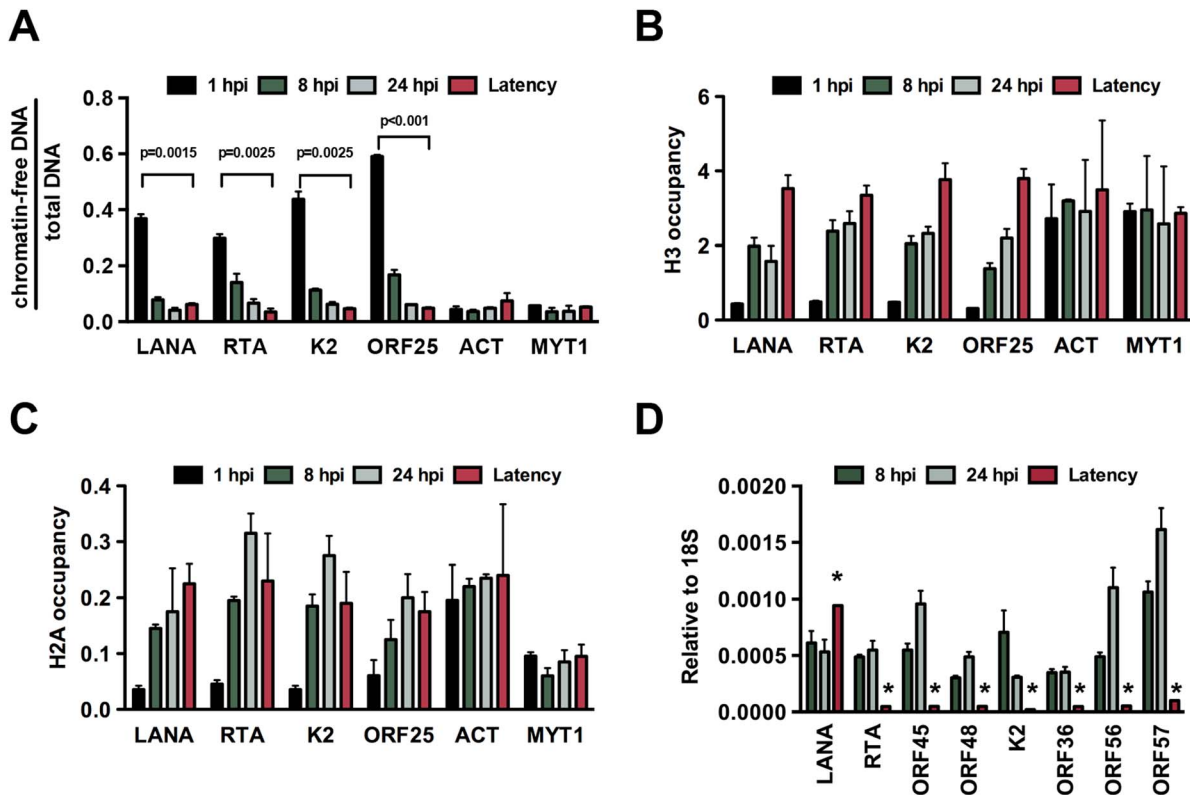 A
1 hpi 8 hpi 24 hpi Latency
chromatin-free DNA
total DNA
0.8
0.6
0.4
0.2
0.0
p=0.0015
p=0.0025
p=0.0025
p<0.001
LANA RTA K2 ORF25 ACT MYT1
B
1 hpi 8 hpi 24 hpi Latency
H3 occupancy
6
4
2
0
LANA RTA K2 ORF25 ACT MYT1
C
1 hpi 8 hpi 24 hpi Latency
H2A occupancy
0.4
0.3
0.2
0.1
0.0
LANA RTA K2 ORF25 ACT MYT1
D
8 hpi 24 hpi Latency
Relative to 18S
0.0020
0.0015
0.0010
0.0005
0.0000
* * * * * * * *
LANA
RTA
ORF45
ORF48
K2
ORF36
ORF56
ORF57